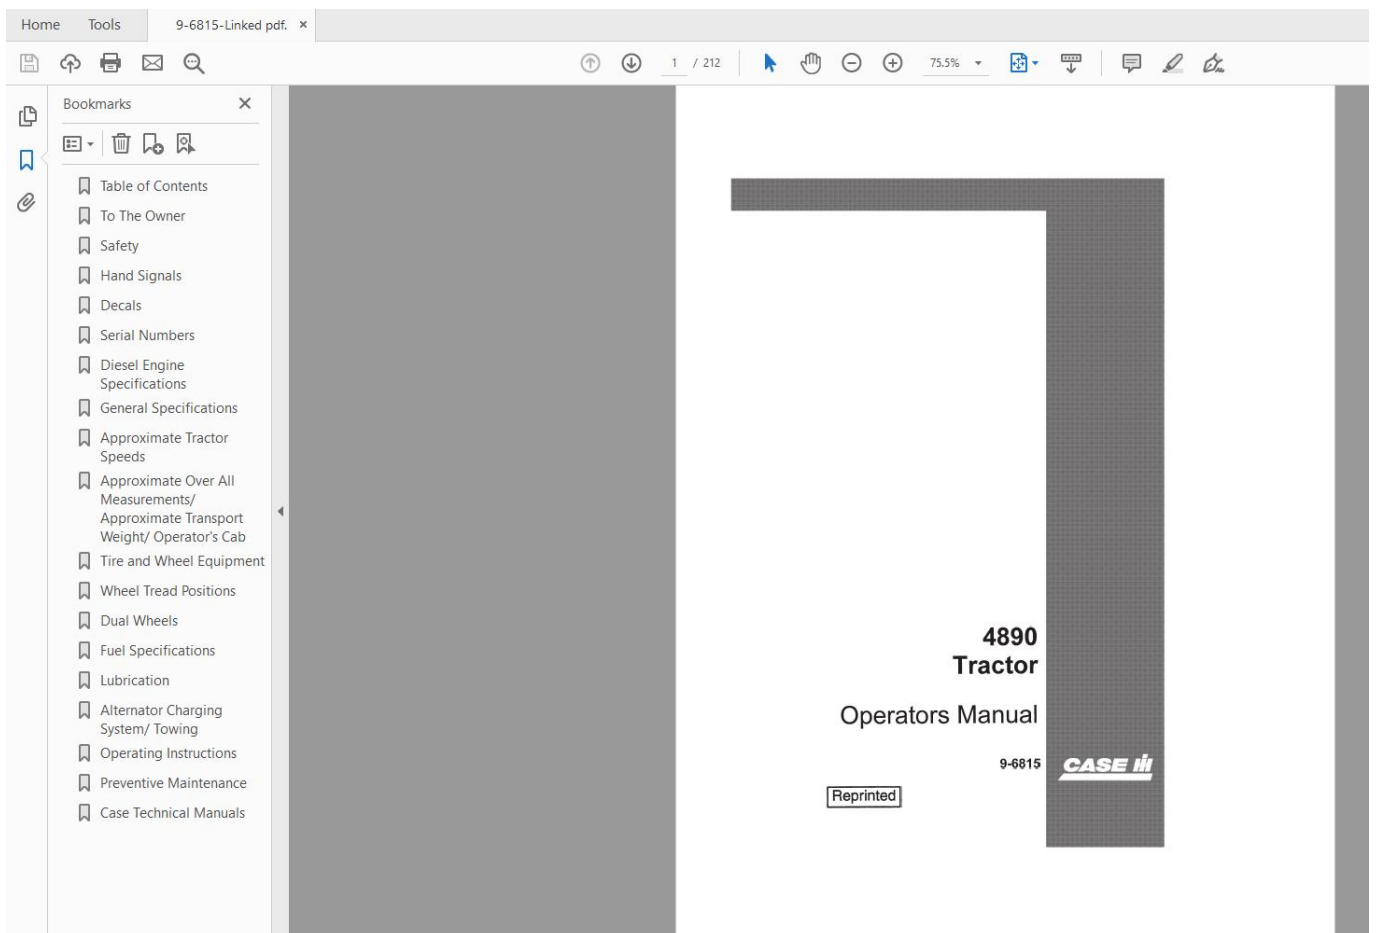 Home
Tools
9-6815-Linked pdf. ×
1 / 212
75.5%
Bookmarks
Table of Contents
To The Owner
Safety
Hand Signals
Decals
Serial Numbers
Diesel Engine
Specifications
General Specifications
Approximate Tractor
Speeds
Approximate Over All
Measurements/
Approximate Transport
Weight/ Operator's Cab
Tire and Wheel Equipment
Wheel Tread Positions
Dual Wheels
Fuel Specifications
Lubrication
Alternator Charging
System/ Towing
Operating Instructions
Preventive Maintenance
Case Technical Manuals
4890
Tractor
Operators Manual
9-6815
CASE IH
Reprinted